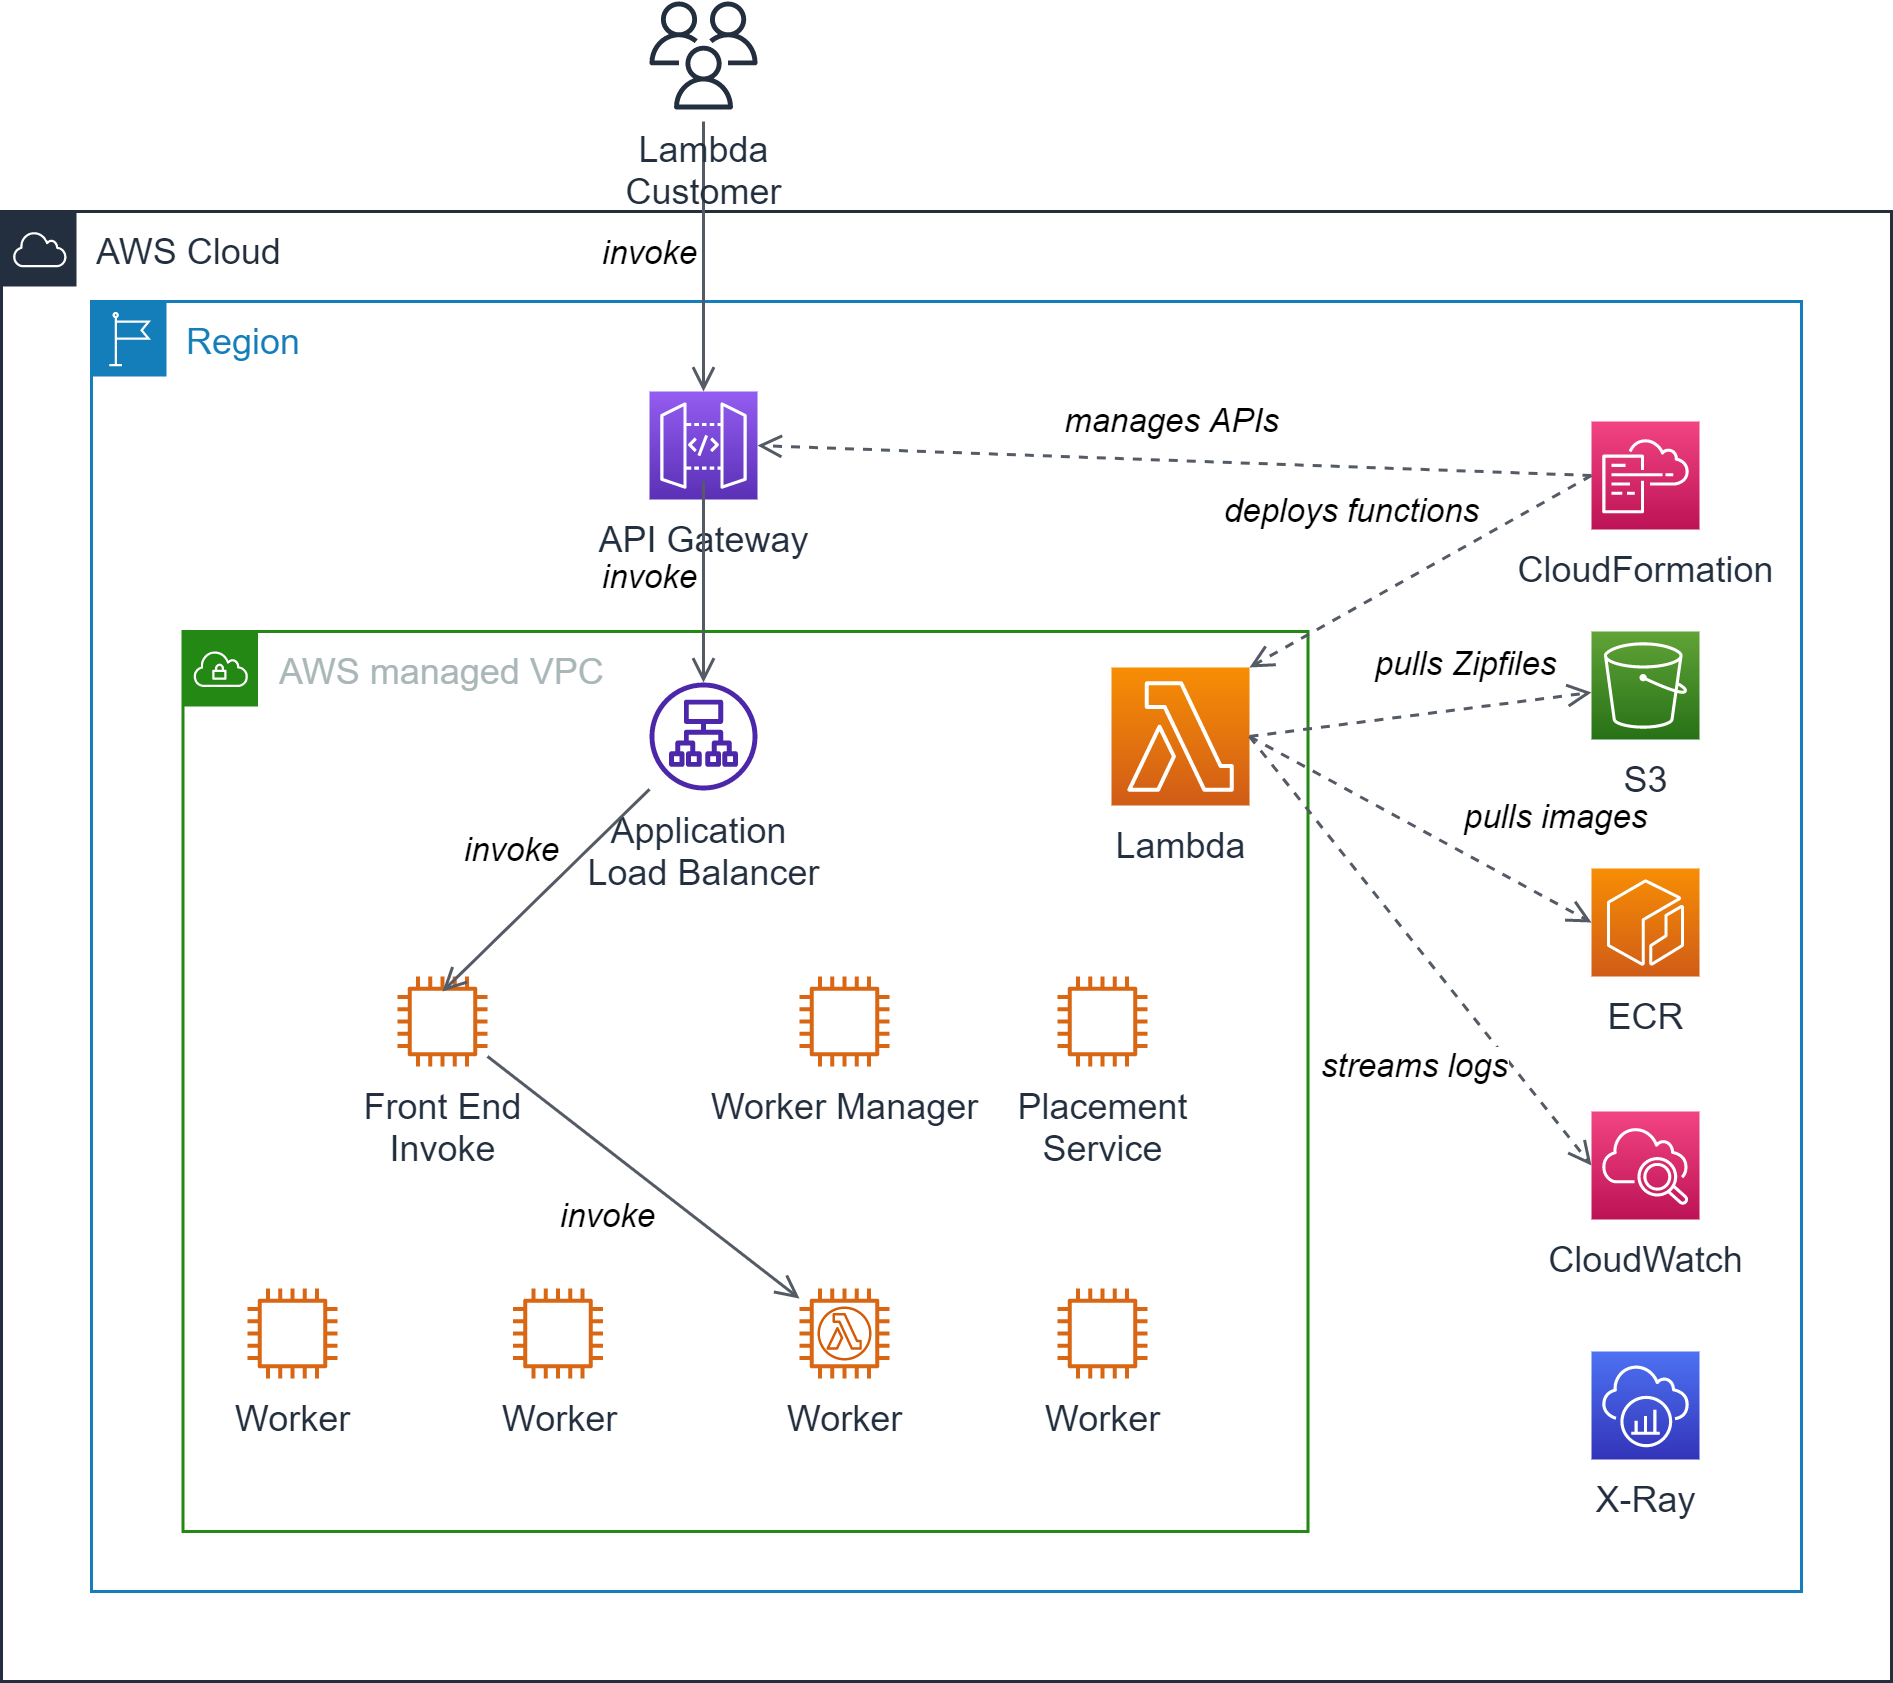 Lambda
Customer
AWS Cloud
invoke
Region
manages APIs
deploys functions
API Gateway
invoke
CloudFormation
AWS managed VPC
pulls Zipfiles
S3
pulls images
invoke
Application
Load Balancer
Lambda
ECR
streams logs
Front End
Invoke
Worker Manager
Placement
Service
invoke
CloudWatch
Worker
Worker
Worker
Worker
X-Ray